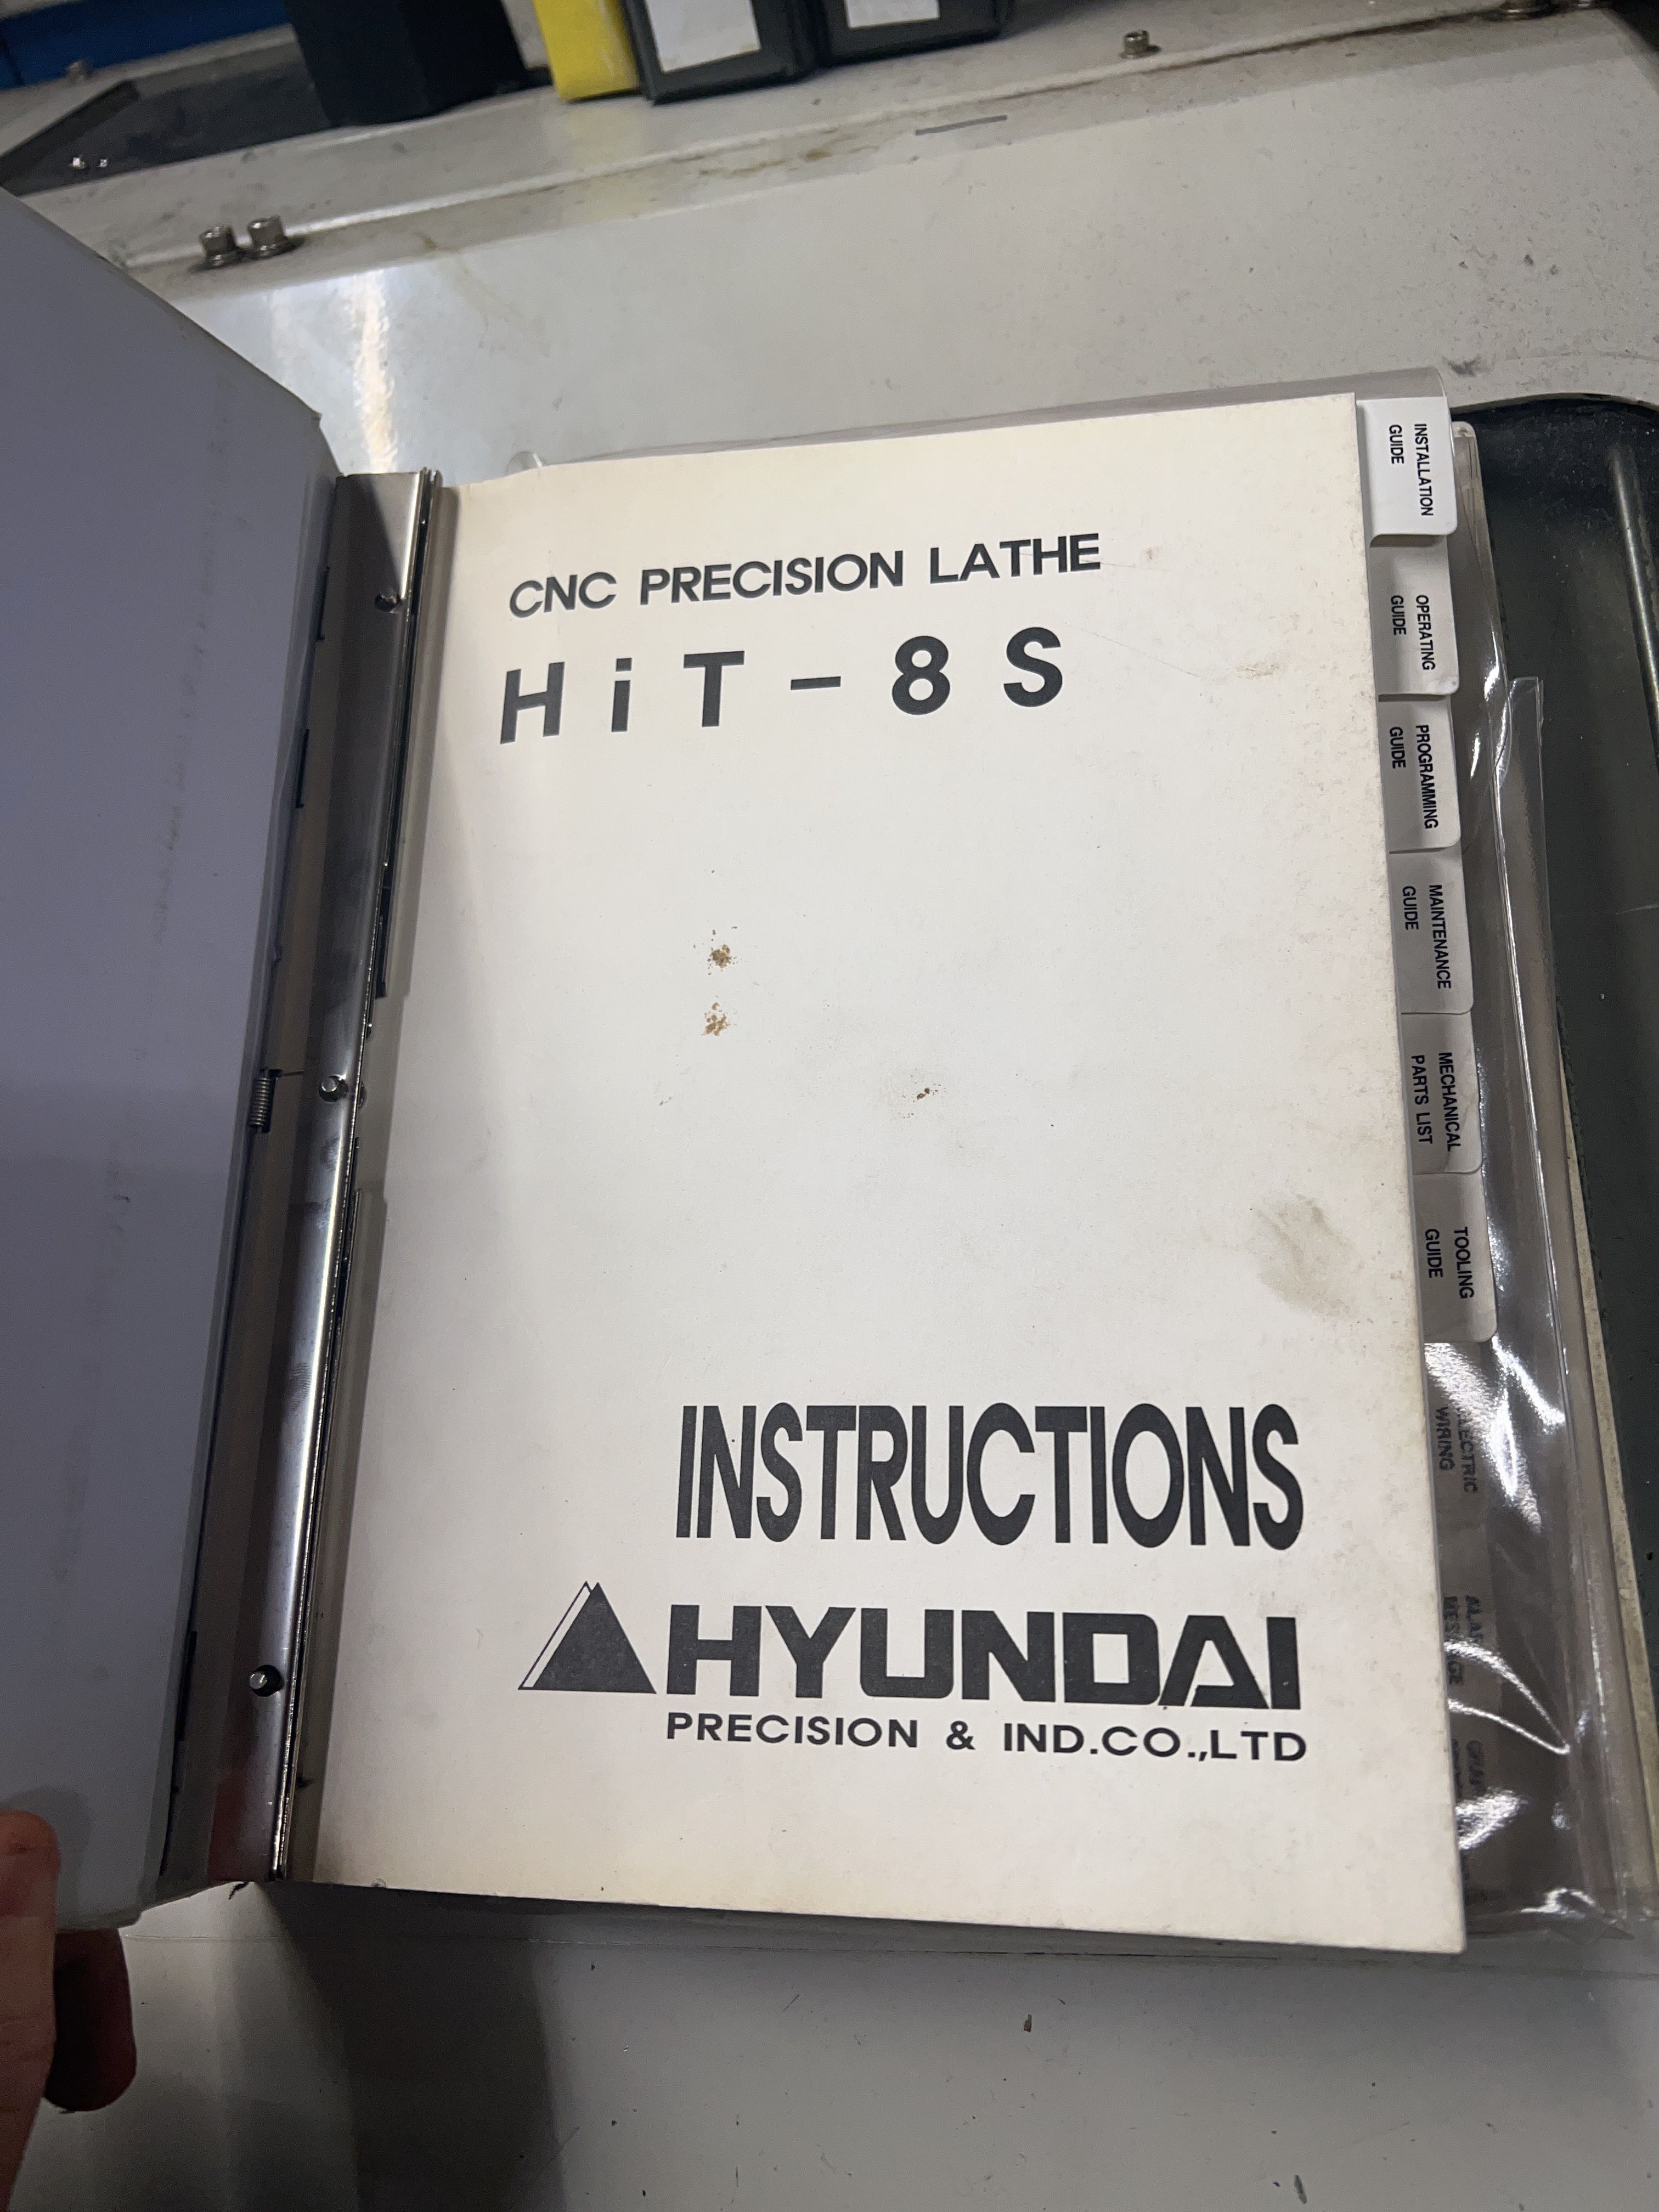 CNC PRECISION LATHE
HiT-8S
INSTRUCTIONS
HYUNDAI
PRECISION & IND.CO.,LTD
INSTALLATION
GUIDE
OPERATING
GUIDE
PROGRAMMING
GUIDE
MAINTENANCE
GUIDE
MECHANICAL
PARTS LIST
TOOLING
GUIDE
ELECTRIC
WIRING